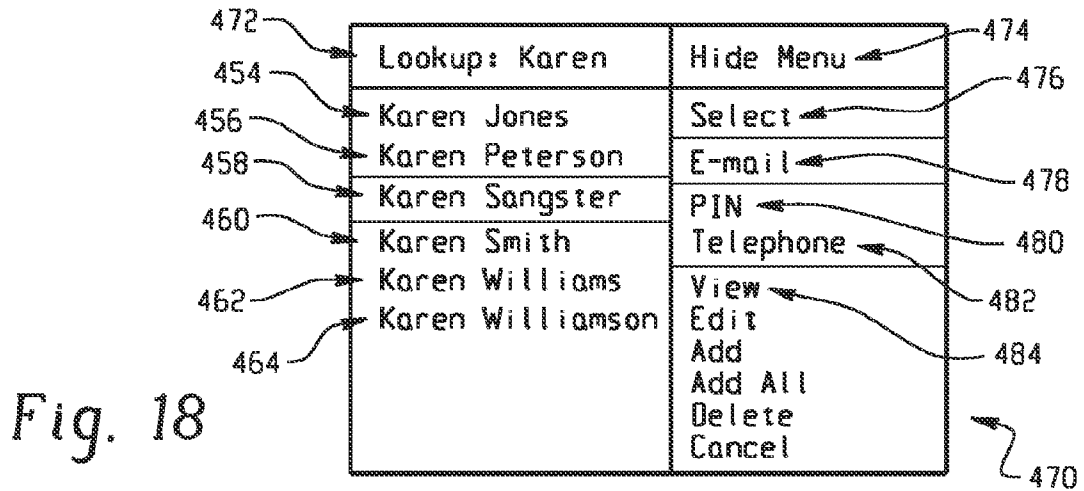 472
Lookup: Karen
Hide Menu
474
454
Karen Jones
Select
476
456
Karen Peterson
E-mail
478
458
Karen Sangster
PIN
480
460
Karen Smith
Telephone
482
462
Karen Williams
View
484
464
Karen Williamson
Edit
Add
Add All
Delete
Cancel
470
Fig. 18